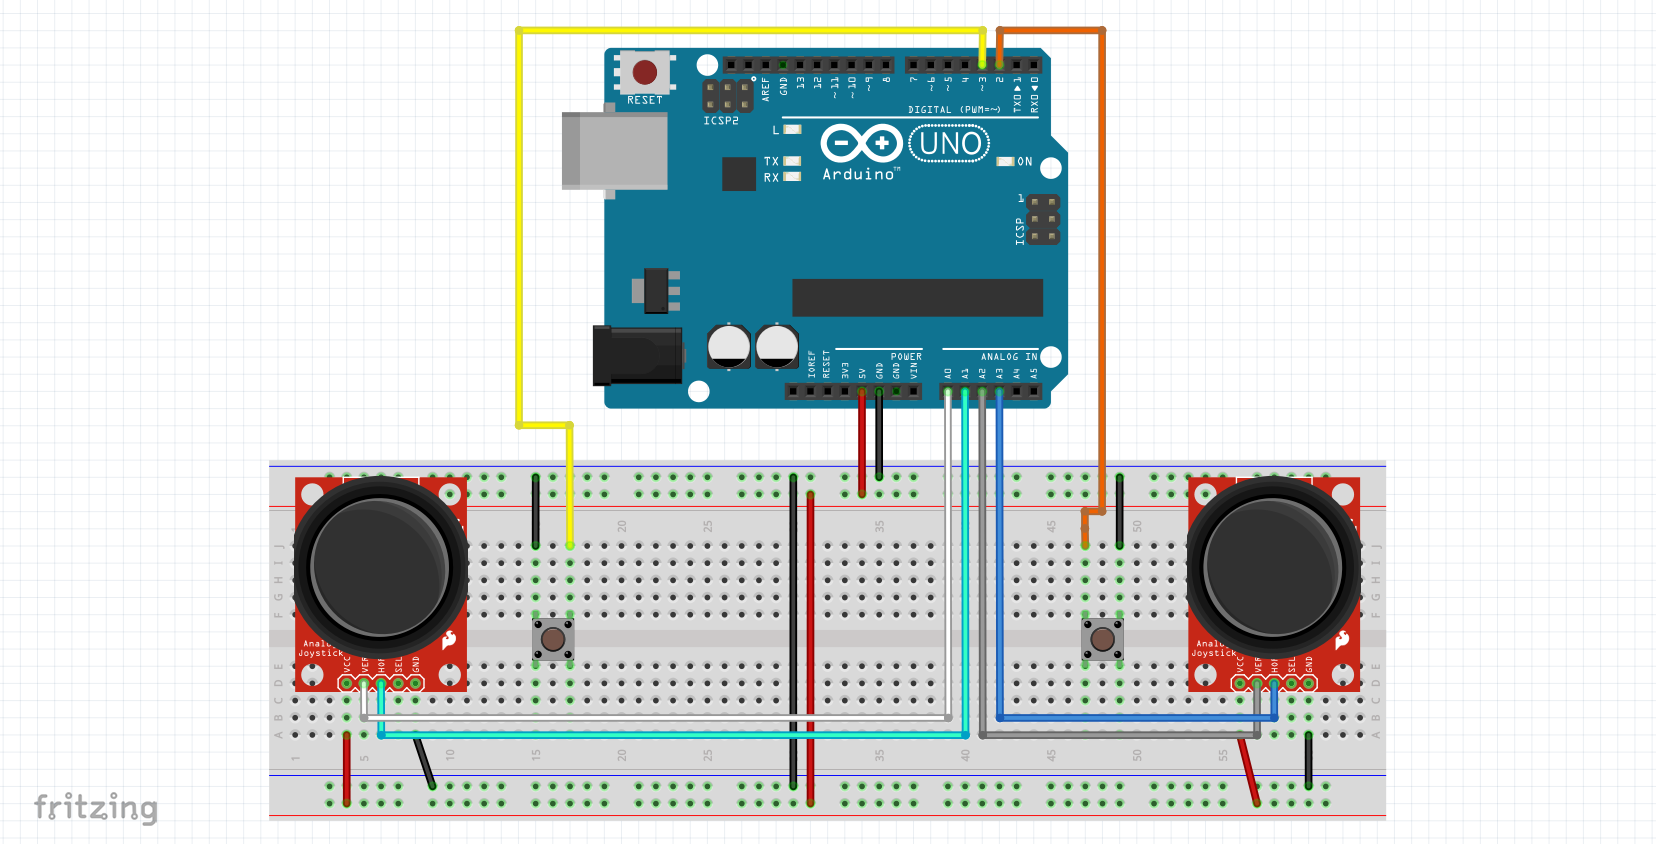 RESET
ICSP2
AREF
GND
13
12
~11
~10
~9
8
7
~6
~5
4
~3
2
TX0▶1
RX0◀0
DIGITAL (PWM=~)
L
TX
RX
UNO
Arduino™
ON
1
ICSP
IOREF
RESET
3V3
5V
GND
GND
VIN
POWER
A0
A1
A2
A3
A4
A5
ANALOG IN
20
25
35
45
50
J
I
H
G
F
E
D
C
B
A
J
I
H
G
F
E
D
C
B
A
Analog
Joystick
VCC
VER
HOR
SEL
GND
Analog
Joystick
VCC
VER
HOR
SEL
GND
1
5
10
15
20
25
35
40
45
50
55
fritzing